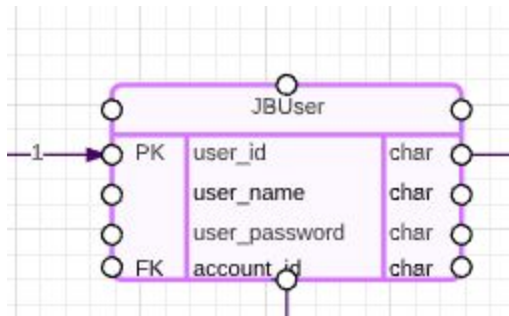 JBUser
1 PK user_id char
user_name char
user_password char
FK account_id char